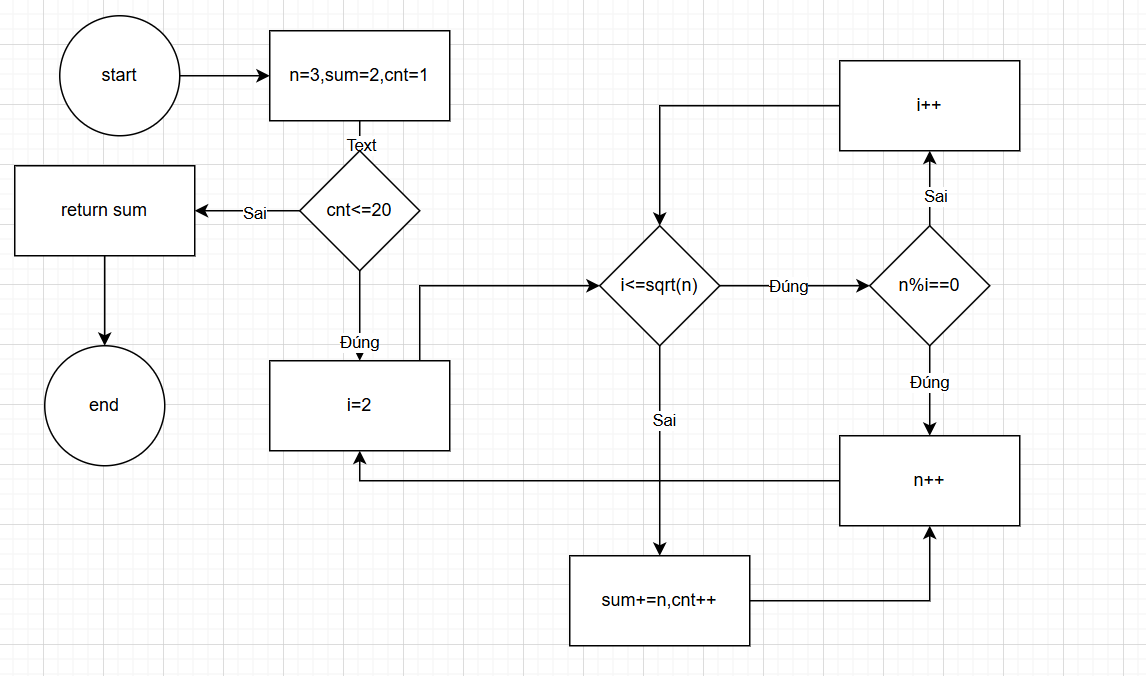 start
n=3,sum=2,cnt=1
Text
cnt<=20
Sai
return sum
end
Đúng
i=2
i<=sqrt(n)
Đúng
n%i==0
Sai
i++
Đúng
n++
Sai
sum+=n,cnt++